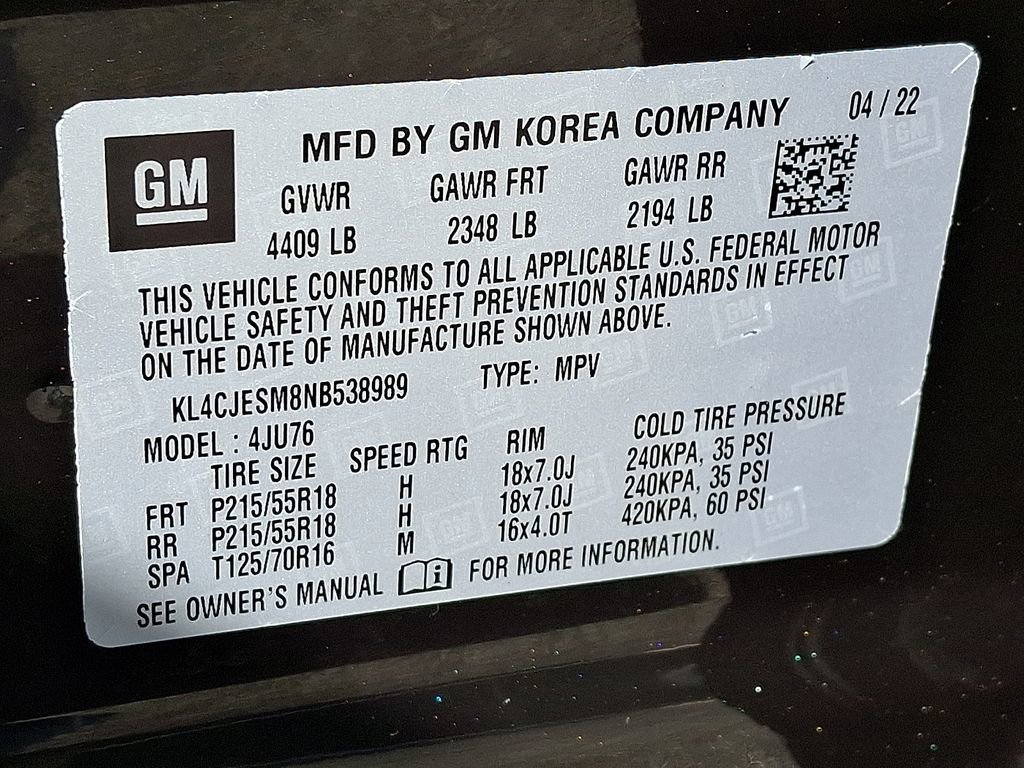 GM
MFD BY GM KOREA COMPANY 04 / 22
GVWR GAWR FRT GAWR RR
4409 LB 2348 LB 2194 LB
THIS VEHICLE CONFORMS TO ALL APPLICABLE U.S. FEDERAL MOTOR
VEHICLE SAFETY AND THEFT PREVENTION STANDARDS IN EFFECT
ON THE DATE OF MANUFACTURE SHOWN ABOVE.
KL4CJESM8NB538989 TYPE: MPV
MODEL : 4JU76
TIRE SIZE SPEED RTG RIM COLD TIRE PRESSURE
FRT P215/55R18 H 18x7.0J 240KPA, 35 PSI
RR P215/55R18 H 18x7.0J 240KPA, 35 PSI
SPA T125/70R16 M 16x4.0T 420KPA, 60 PSI
SEE OWNER'S MANUAL i FOR MORE INFORMATION.